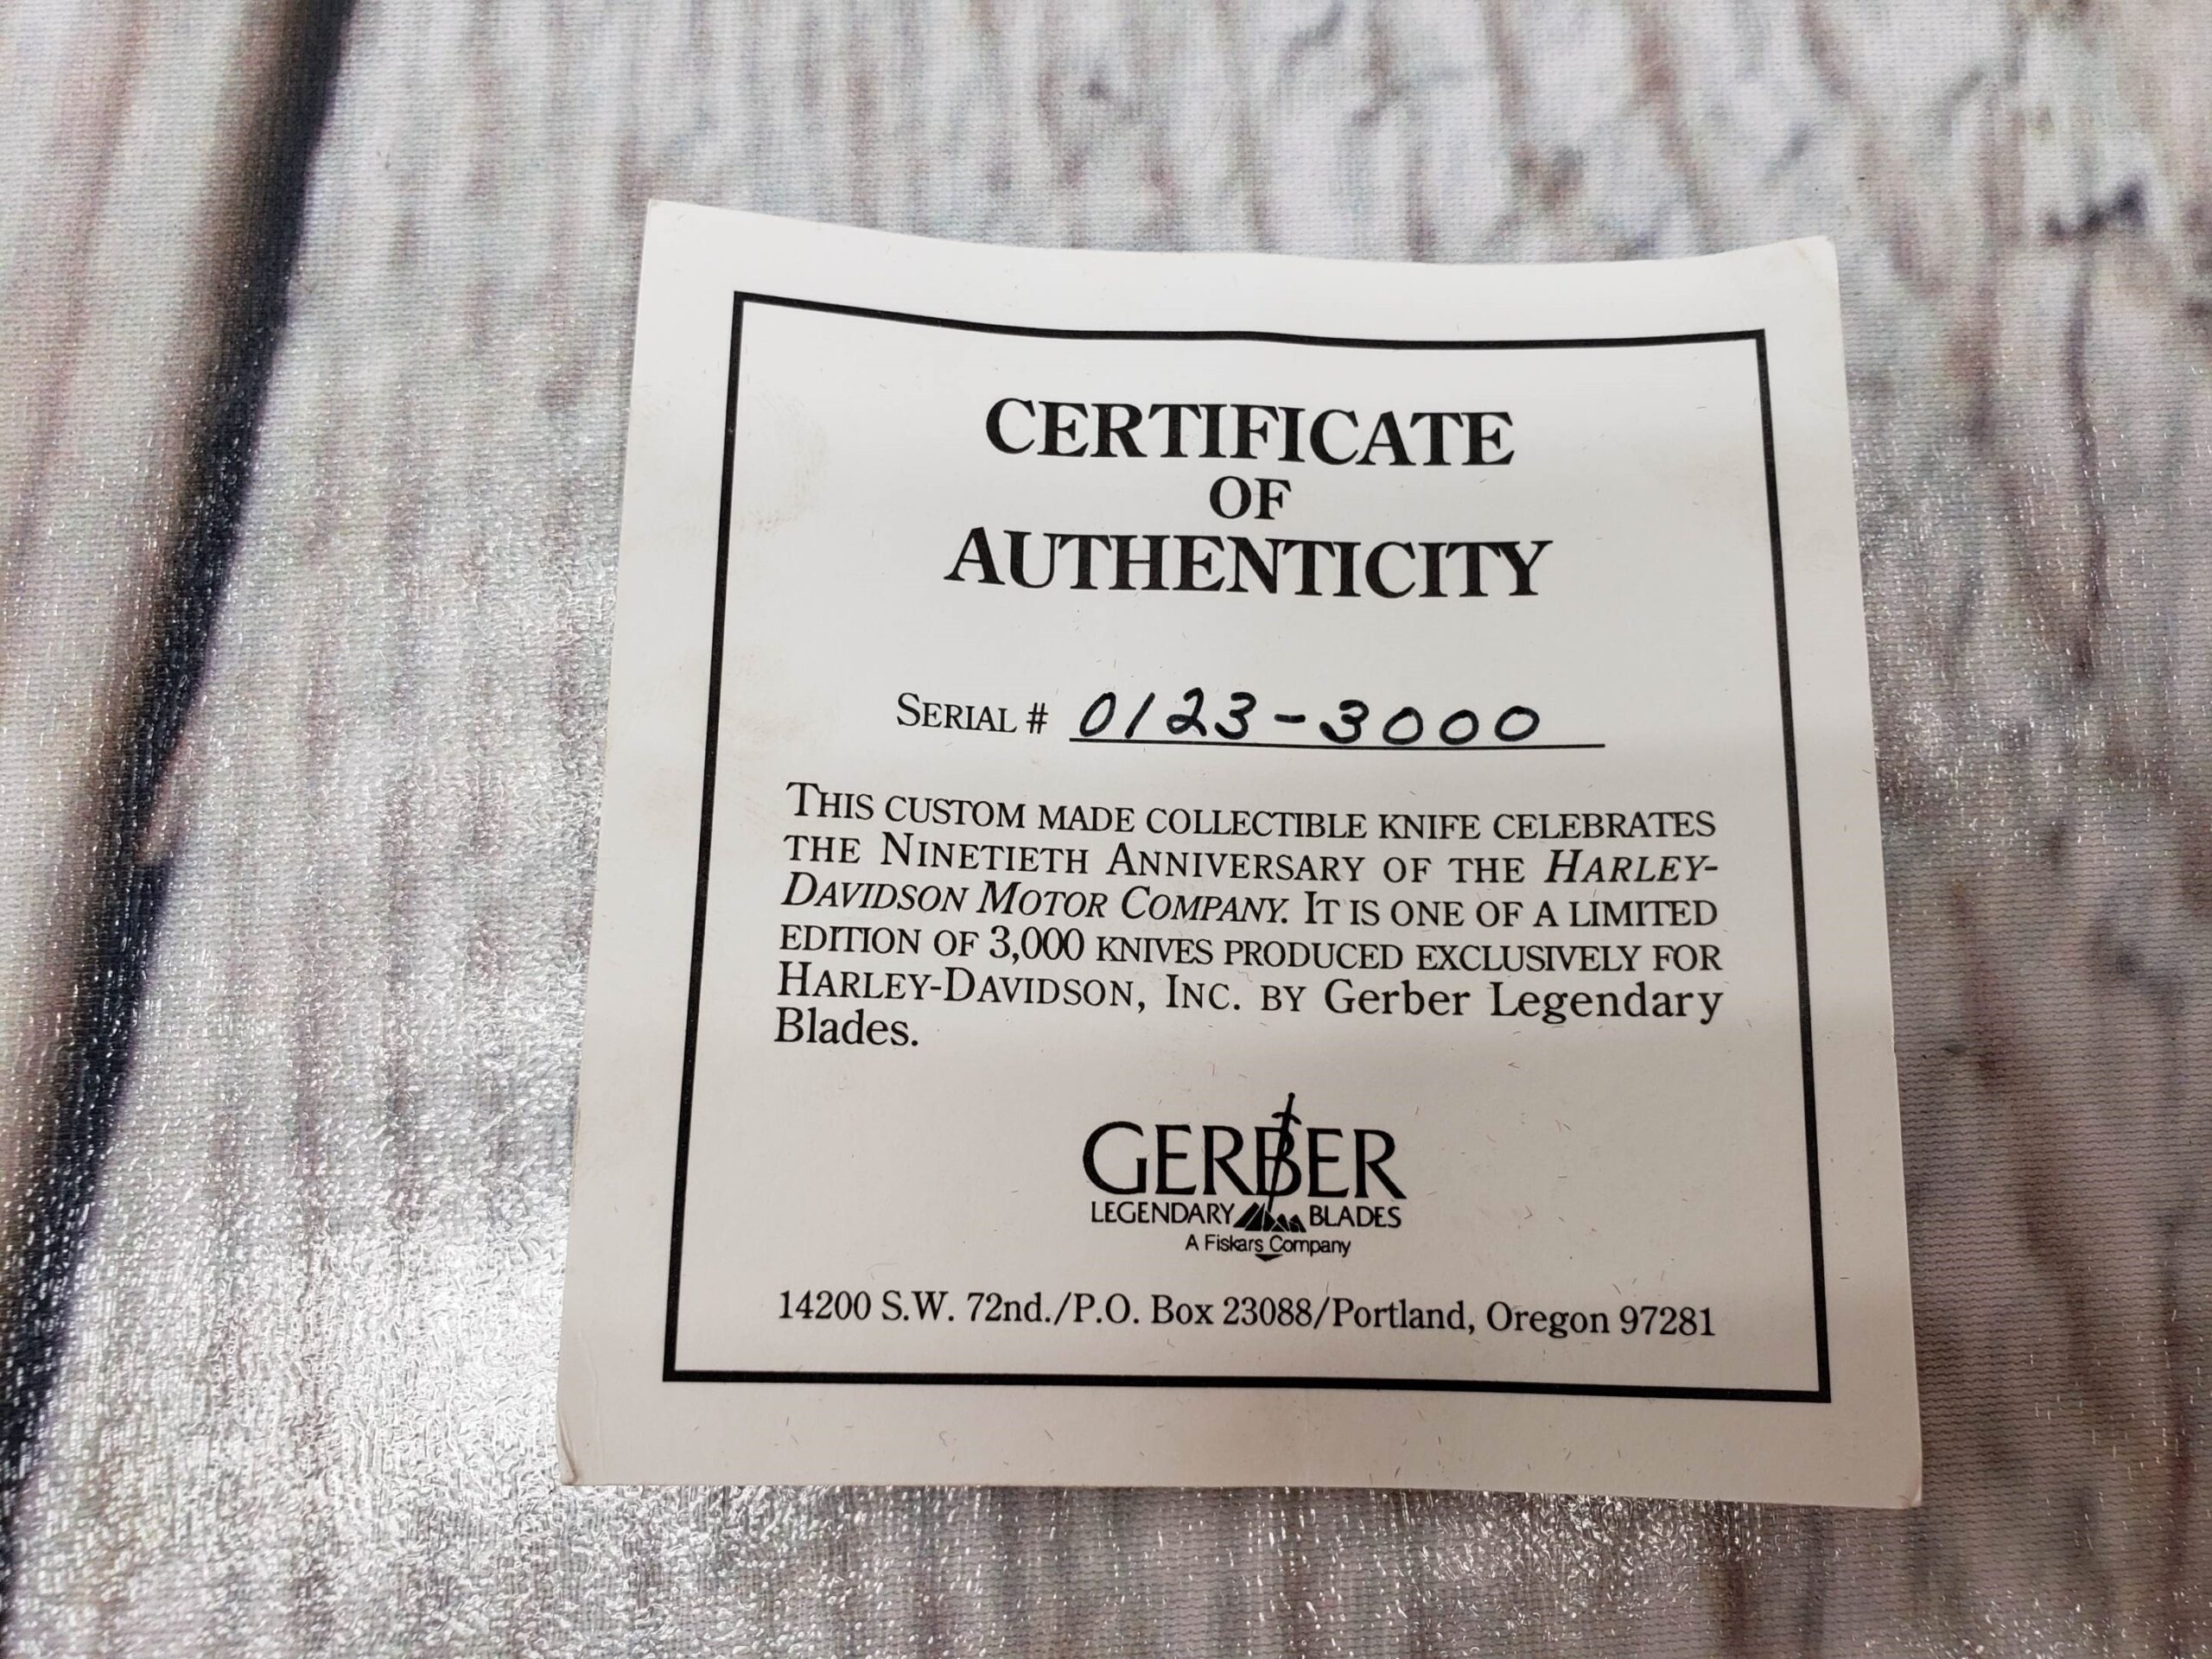 CERTIFICATE
OF
AUTHENTICITY
SERIAL # 0123-3000
THIS CUSTOM MADE COLLECTIBLE KNIFE CELEBRATES
THE NINETIETH ANNIVERSARY OF THE HARLEY-
DAVIDSON MOTOR COMPANY. IT IS ONE OF A LIMITED
EDITION OF 3,000 KNIVES PRODUCED EXCLUSIVELY FOR
HARLEY-DAVIDSON, INC. BY Gerber Legendary
Blades.
GERBER
LEGENDARY BLADES
A Fiskars Company
14200 S.W. 72nd./P.O. Box 23088/Portland, Oregon 97281